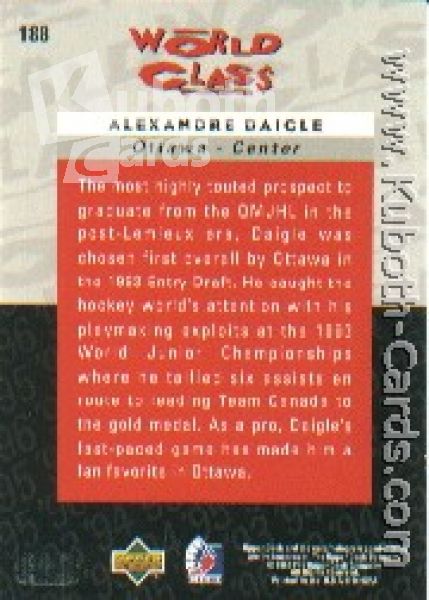 188
WORLD
CLASS
ALEXANDRE DAIGLE
Ottawa - Center
The most highly touted prospect to
graduate from the QMJHL in the
post-Lemieux era, Daigle was
chosen first overall by Ottawa in
the 1993 Entry Draft. He caught the
hockey world's attention with his
playmaking exploits at the 1993
World Junior Championships
where he tallied six assists en
route to leading Team Canada to
the gold medal. As a pro, Daigle's
fast-paced game has made him a
fan favorite in Ottawa.
UPPER DECK
www.Kuboth-Cards.com
Kuboth
Cards